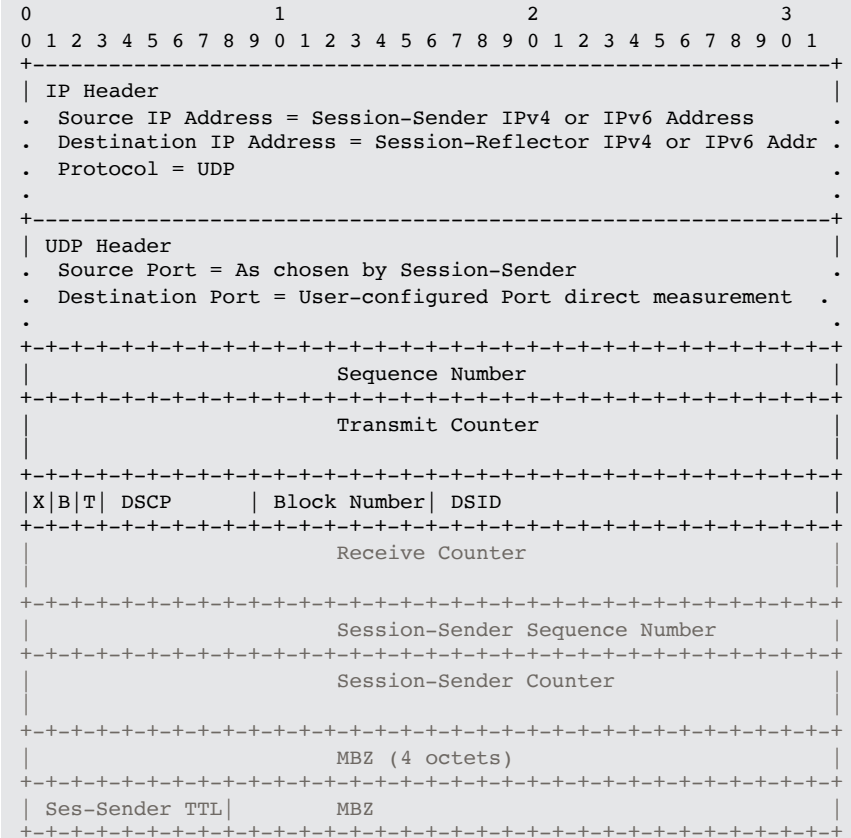 0                   1                   2                   3
0 1 2 3 4 5 6 7 8 9 0 1 2 3 4 5 6 7 8 9 0 1 2 3 4 5 6 7 8 9 0 1
+---------------------------------------------------------------+
| IP Header                                                     |
.  Source IP Address = Session-Sender IPv4 or IPv6 Address      .
.  Destination IP Address = Session-Reflector IPv4 or IPv6 Addr .
.  Protocol = UDP                                               .
.                                                               .
+---------------------------------------------------------------+
| UDP Header                                                    |
.  Source Port = As chosen by Session-Sender                    .
.  Destination Port = User-configured Port direct measurement  .
.                                                               .
+-+-+-+-+-+-+-+-+-+-+-+-+-+-+-+-+-+-+-+-+-+-+-+-+-+-+-+-+-+-+-+-+
|                        Sequence Number                        |
+-+-+-+-+-+-+-+-+-+-+-+-+-+-+-+-+-+-+-+-+-+-+-+-+-+-+-+-+-+-+-+-+
|                        Transmit Counter                       |
|                                                               |
+-+-+-+-+-+-+-+-+-+-+-+-+-+-+-+-+-+-+-+-+-+-+-+-+-+-+-+-+-+-+-+-+
|X|B|T| DSCP      | Block Number| DSID                          |
+-+-+-+-+-+-+-+-+-+-+-+-+-+-+-+-+-+-+-+-+-+-+-+-+-+-+-+-+-+-+-+-+
|                        Receive Counter                        |
|                                                               |
+-+-+-+-+-+-+-+-+-+-+-+-+-+-+-+-+-+-+-+-+-+-+-+-+-+-+-+-+-+-+-+-+
|                        Session-Sender Sequence Number         |
+-+-+-+-+-+-+-+-+-+-+-+-+-+-+-+-+-+-+-+-+-+-+-+-+-+-+-+-+-+-+-+-+
|                        Session-Sender Counter                 |
|                                                               |
+-+-+-+-+-+-+-+-+-+-+-+-+-+-+-+-+-+-+-+-+-+-+-+-+-+-+-+-+-+-+-+-+
|                        MBZ (4 octets)                         |
+-+-+-+-+-+-+-+-+-+-+-+-+-+-+-+-+-+-+-+-+-+-+-+-+-+-+-+-+-+-+-+-+
| Ses-Sender TTL|        MBZ                                    |
+-+-+-+-+-+-+-+-+-+-+-+-+-+-+-+-+-+-+-+-+-+-+-+-+-+-+-+-+-+-+-+-+